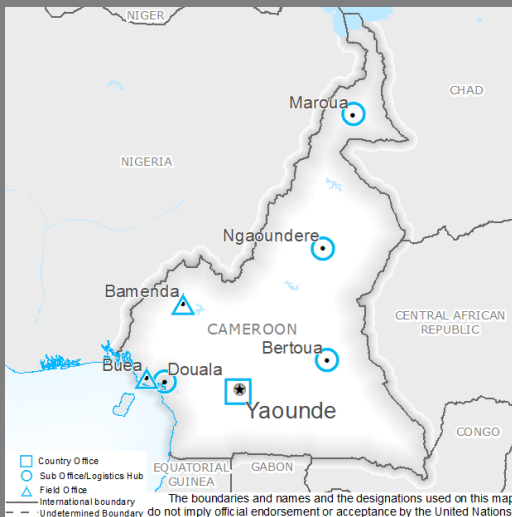 NIGER
CHAD
Maroua
NIGERIA
Ngaoundere
Bamenda
CAMEROON
CENTRAL AFRICAN
REPUBLIC
Bertoua
Buea
Douala
Yaounde
CONGO
EQUATORIAL
GUINEA
GABON
Country Office
Sub Office/Logistics Hub
Field Office
International boundary
Undetermined Boundary
The boundaries and names and the designations used on this map
do not imply official endorsement or acceptance by the United Nations